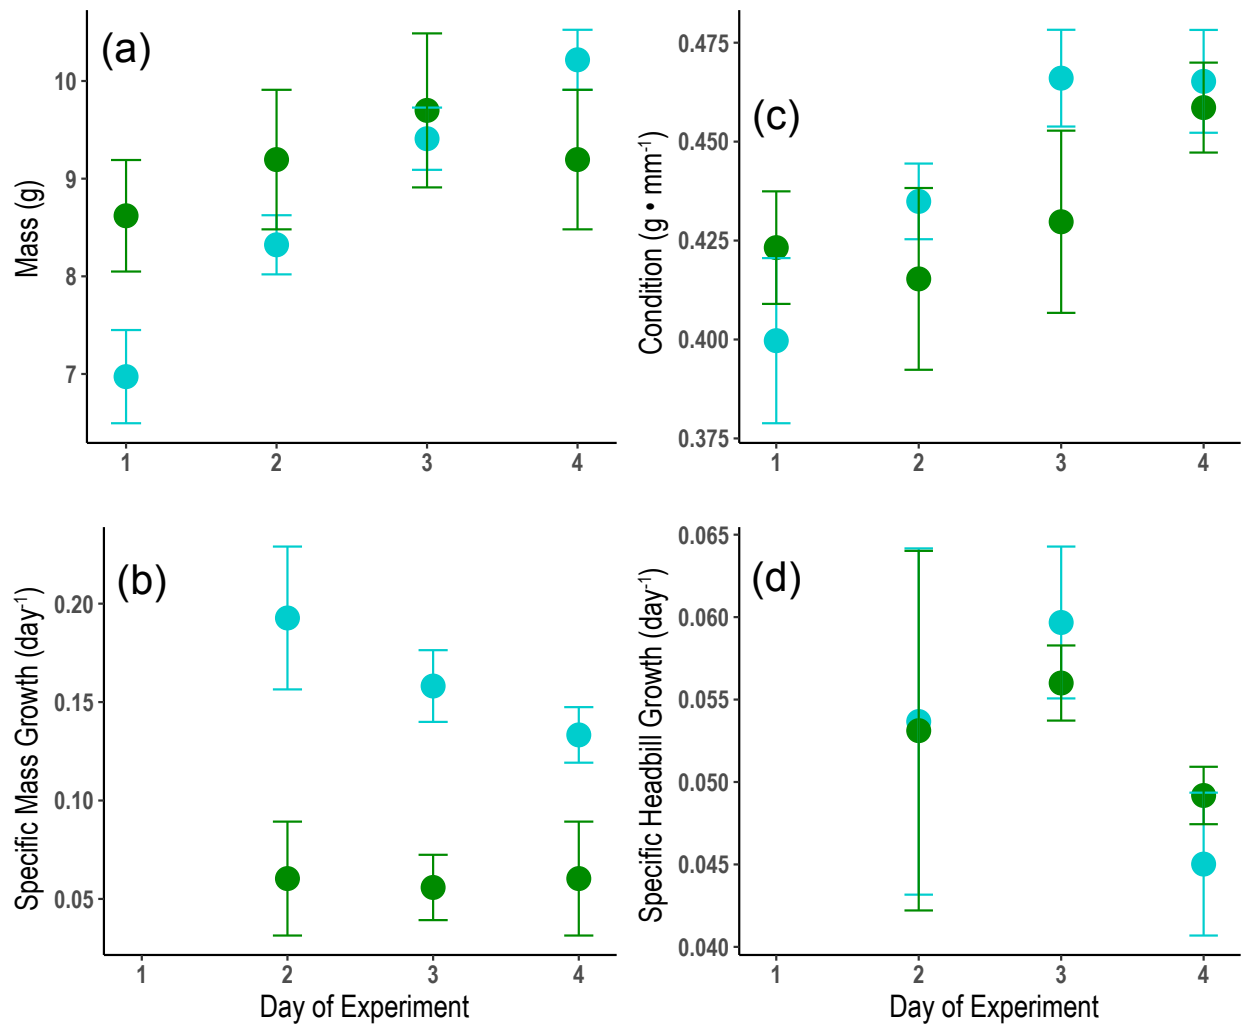 (a)
Mass (g)
10
9
8
7
1 2 3 4
(c)
Condition (g • mm⁻¹)
0.475
0.450
0.425
0.400
0.375
1 2 3 4
(b)
Specific Mass Growth (day⁻¹)
0.20
0.15
0.10
0.05
1 2 3 4
Day of Experiment
(d)
Specific Headbill Growth (day⁻¹)
0.065
0.060
0.055
0.050
0.045
0.040
1 2 3 4
Day of Experiment